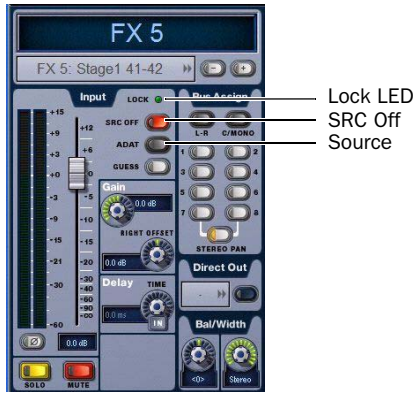 FX 5
FX 5: Stage1 41-42 »
- +
Input
LOCK
Bus Assign
Lock LED
SRC OFF
SRC Off
L-R C/MONO
ADAT
Source
GUESS
+15
+9
+3
+0
-3
-9
-15
-21
-30
-60
+12
+6
+0
-5
-10
-15
-20
-30
-40
-60
-90
-∞
1 2
3 4
5 6
7 8
STEREO PAN
Gain
0.0 dB
RIGHT OFFSET
0.0 dB
Delay TIME
0.0 ms
IN
Direct Out
- »
Bal/Width
Ø
0.0 dB
<0>
Stereo
SOLO MUTE